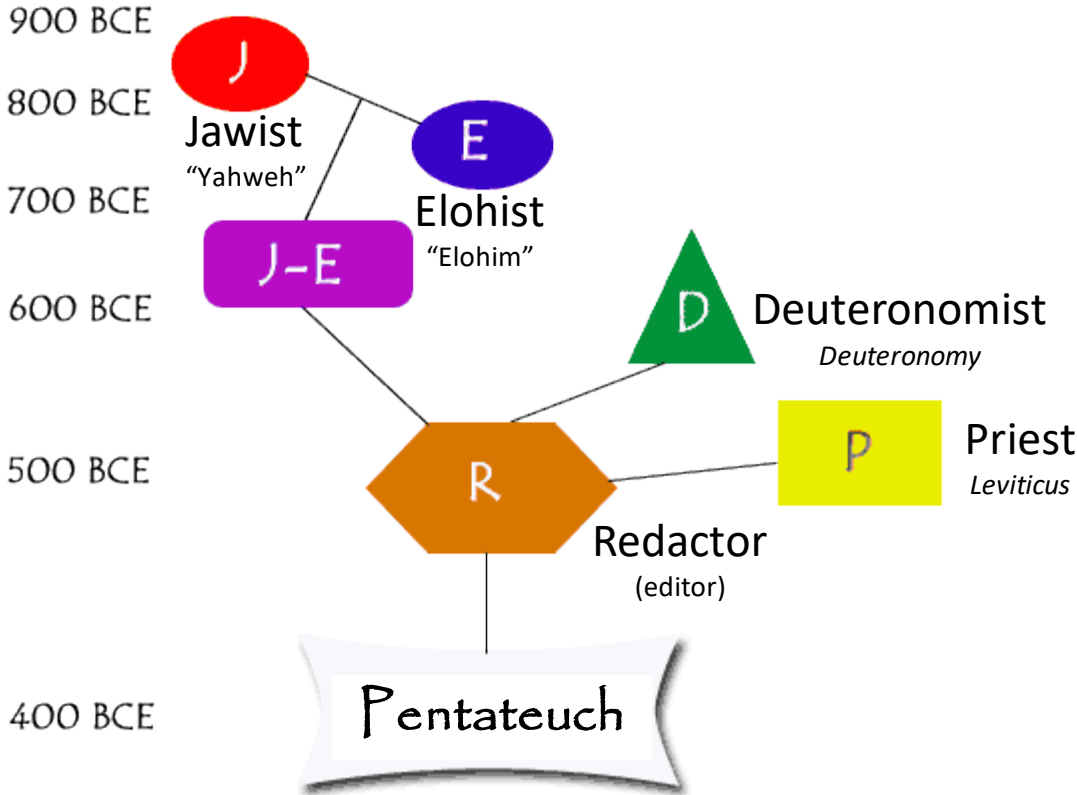 900 BCE
J
800 BCE
Jawist
“Yahweh”
E
700 BCE
Elohist
“Elohim”
J-E
600 BCE
D
Deuteronomist
Deuteronomy
500 BCE
R
P
Priest
Leviticus
Redactor
(editor)
400 BCE
Pentateuch